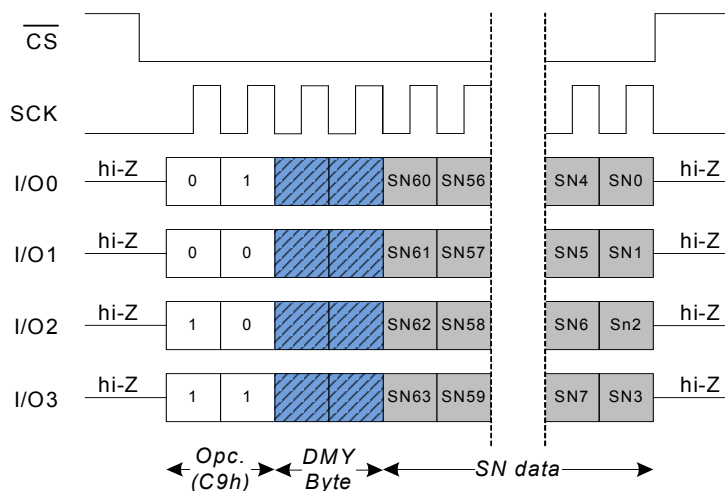 CS
SCK
I/O0 hi-Z 0 1 SN60 SN56 SN4 SN0 hi-Z
I/O1 hi-Z 0 0 SN61 SN57 SN5 SN1 hi-Z
I/O2 hi-Z 1 0 SN62 SN58 SN6 Sn2 hi-Z
I/O3 hi-Z 1 1 SN63 SN59 SN7 SN3 hi-Z
Opc. DMY SN data
(C9h) Byte